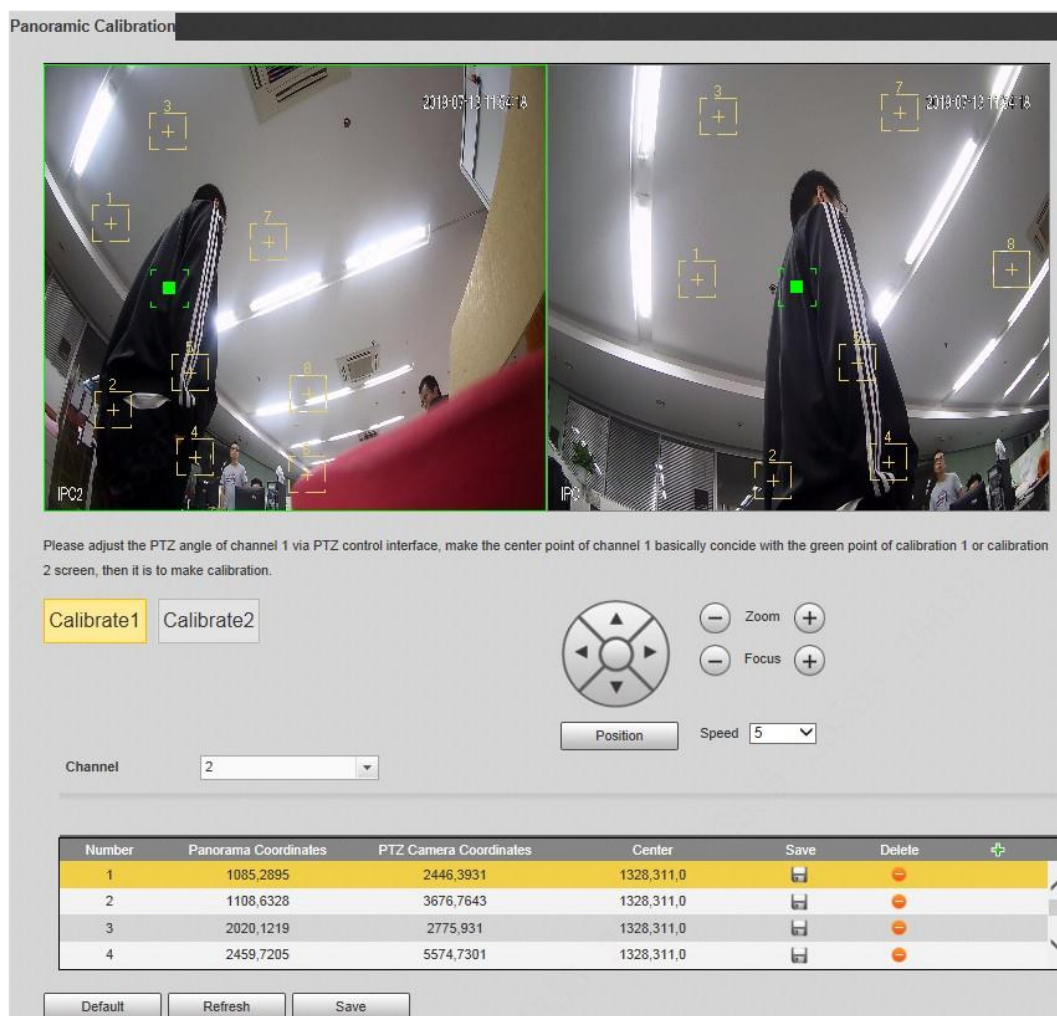 Panoramic Calibration
2019-07-13 11:54:18
3
1
7
5
2
8
4
6
IPC2
2019-07-13 11:54:18
3
7
1
8
5
4
2
IPC
Please adjust the PTZ angle of channel 1 via PTZ control interface, make the center point of channel 1 basically concide with the green point of calibration 1 or calibration
2 screen, then it is to make calibration.
Calibrate1 Calibrate2
Zoom
Focus
Position Speed 5
Channel 2
Number Panorama Coordinates PTZ Camera Coordinates Center Save Delete
1 1085,2895 2446,3931 1328,311,0
2 1108,6328 3676,7643 1328,311,0
3 2020,1219 2775,931 1328,311,0
4 2459,7205 5574,7301 1328,311,0
Default Refresh Save